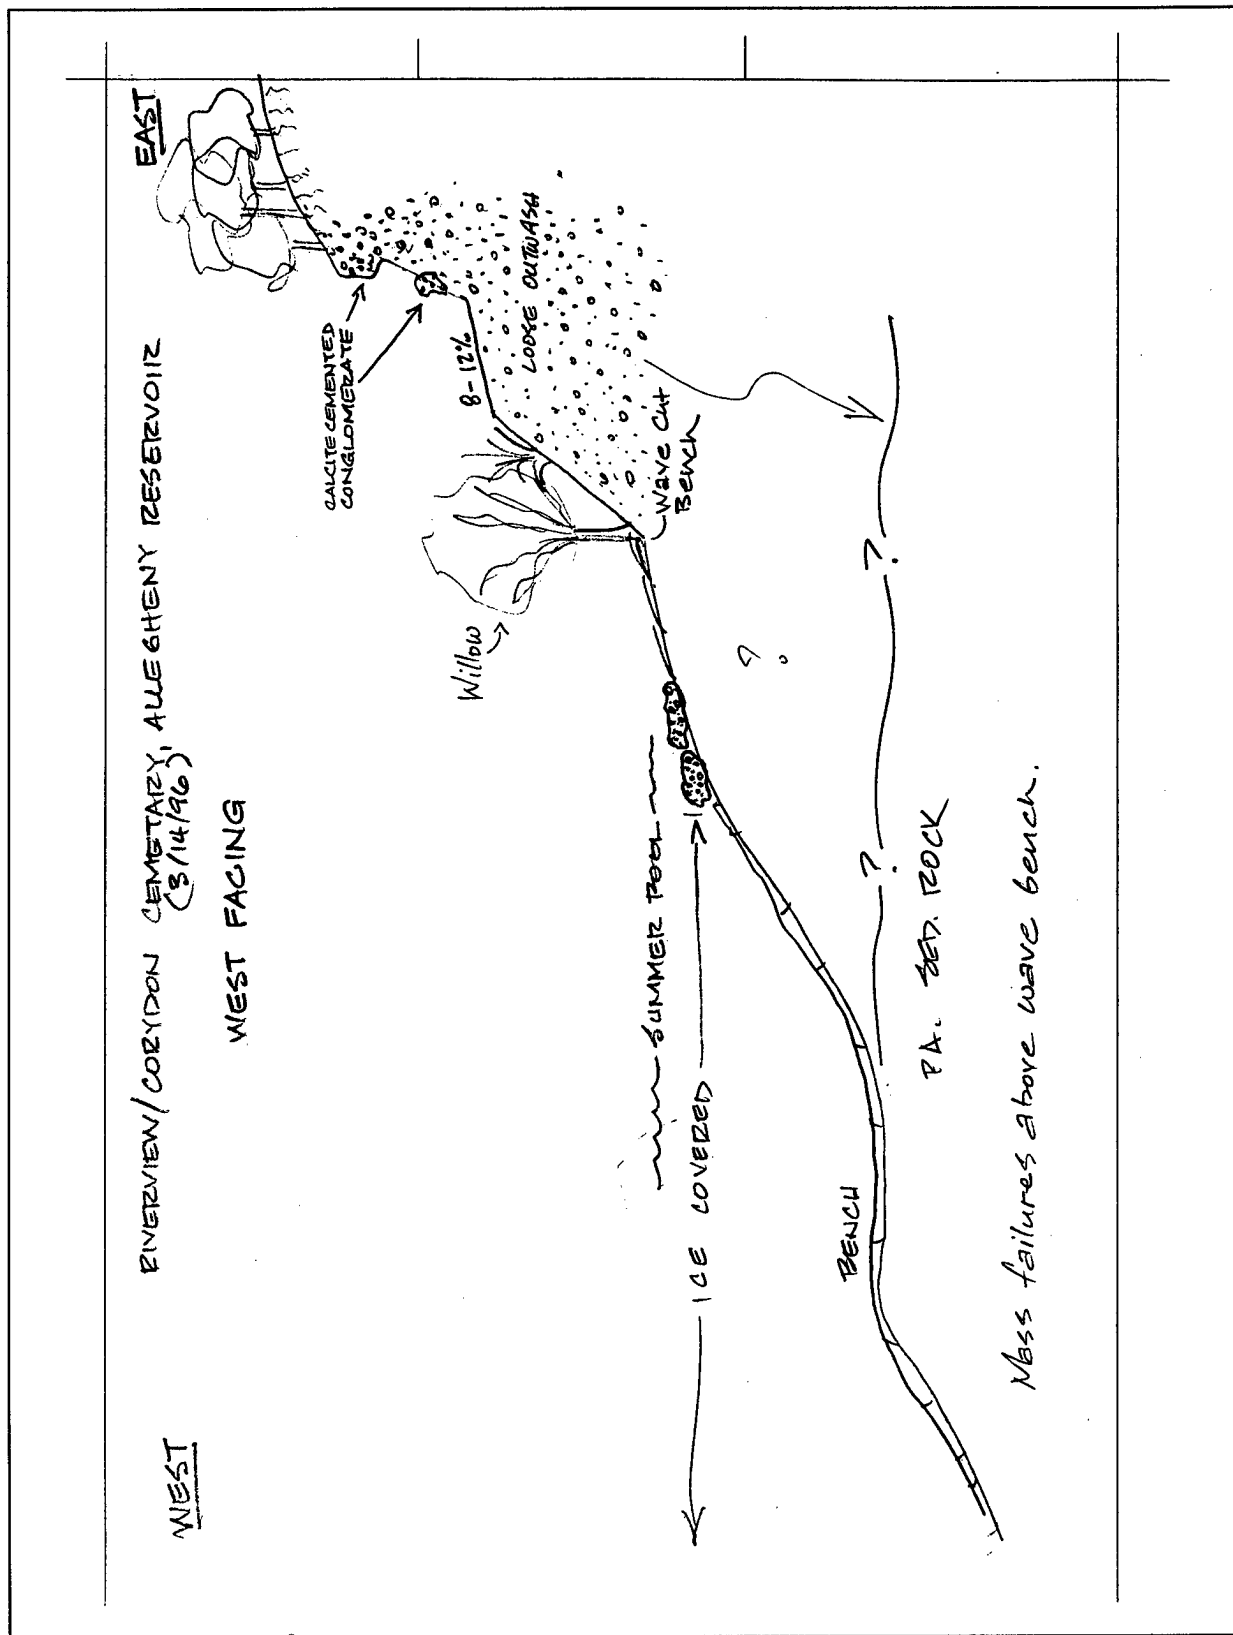 RIVERVIEW/CORYDON CEMETARY, ALLEGHENY RESERVOIR
(3/14/96)
WEST
EAST
WEST FACING
CALCITE CEMENTED
CONGLOMERATE
8-12%
LOOSE OUTWASH
Willow
Wave Cut
Bench
SUMMER POOL
ICE COVERED
?
BENCH
?
?
PA. SED. ROCK
Mass failures above wave bench.